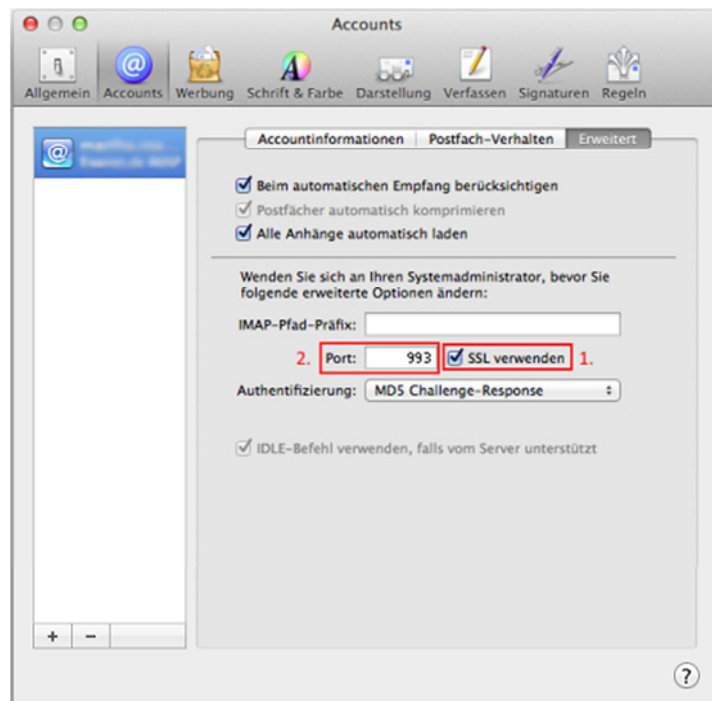 Accounts
Allgemein Accounts Werbung Schrift & Farbe Darstellung Verfassen Signaturen Regeln
Accountinformationen Postfach-Verhalten Erweitert
Beim automatischen Empfang berücksichtigen
Postfächer automatisch komprimieren
Alle Anhänge automatisch laden
Wenden Sie sich an Ihren Systemadministrator, bevor Sie
folgende erweiterte Optionen ändern:
IMAP-Pfad-Präfix:
2. Port: 993 SSL verwenden 1.
Authentifizierung: MD5 Challenge-Response
IDLE-Befehl verwenden, falls vom Server unterstützt
+ −
?